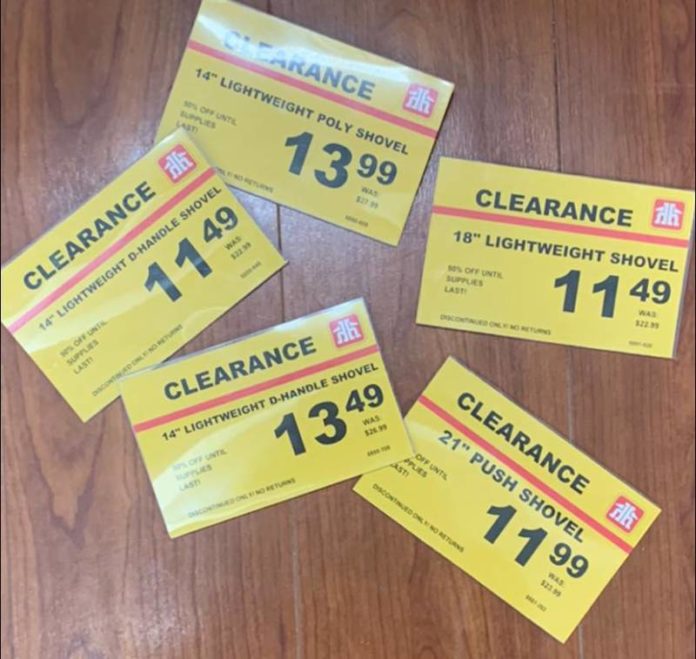 CLEARANCE
14" LIGHTWEIGHT POLY SHOVEL
50% OFF UNTIL
SUPPLIES
LAST!
13.99
WAS:
$27.99
ONLY! NO RETURNS
CLEARANCE
14" LIGHTWEIGHT D-HANDLE SHOVEL
50% OFF UNTIL
SUPPLIES
LAST!
11 49
WAS:
$22.99
DISCONTINUED ONLY! NO RETURNS
CLEARANCE
18" LIGHTWEIGHT SHOVEL
50% OFF UNTIL
SUPPLIES
LAST!
11 49
WAS:
$22.99
DISCONTINUED ONLY! NO RETURNS
CLEARANCE
14" LIGHTWEIGHT D-HANDLE SHOVEL
50% OFF UNTIL
SUPPLIES
LAST!
13 49
WAS:
$26.99
DISCONTINUED ONLY! NO RETURNS
CLEARANCE
21" PUSH SHOVEL
OFF UNTIL
SUPPLIES
LAST!
11 99
WAS:
$23.99
DISCONTINUED ONLY! NO RETURNS